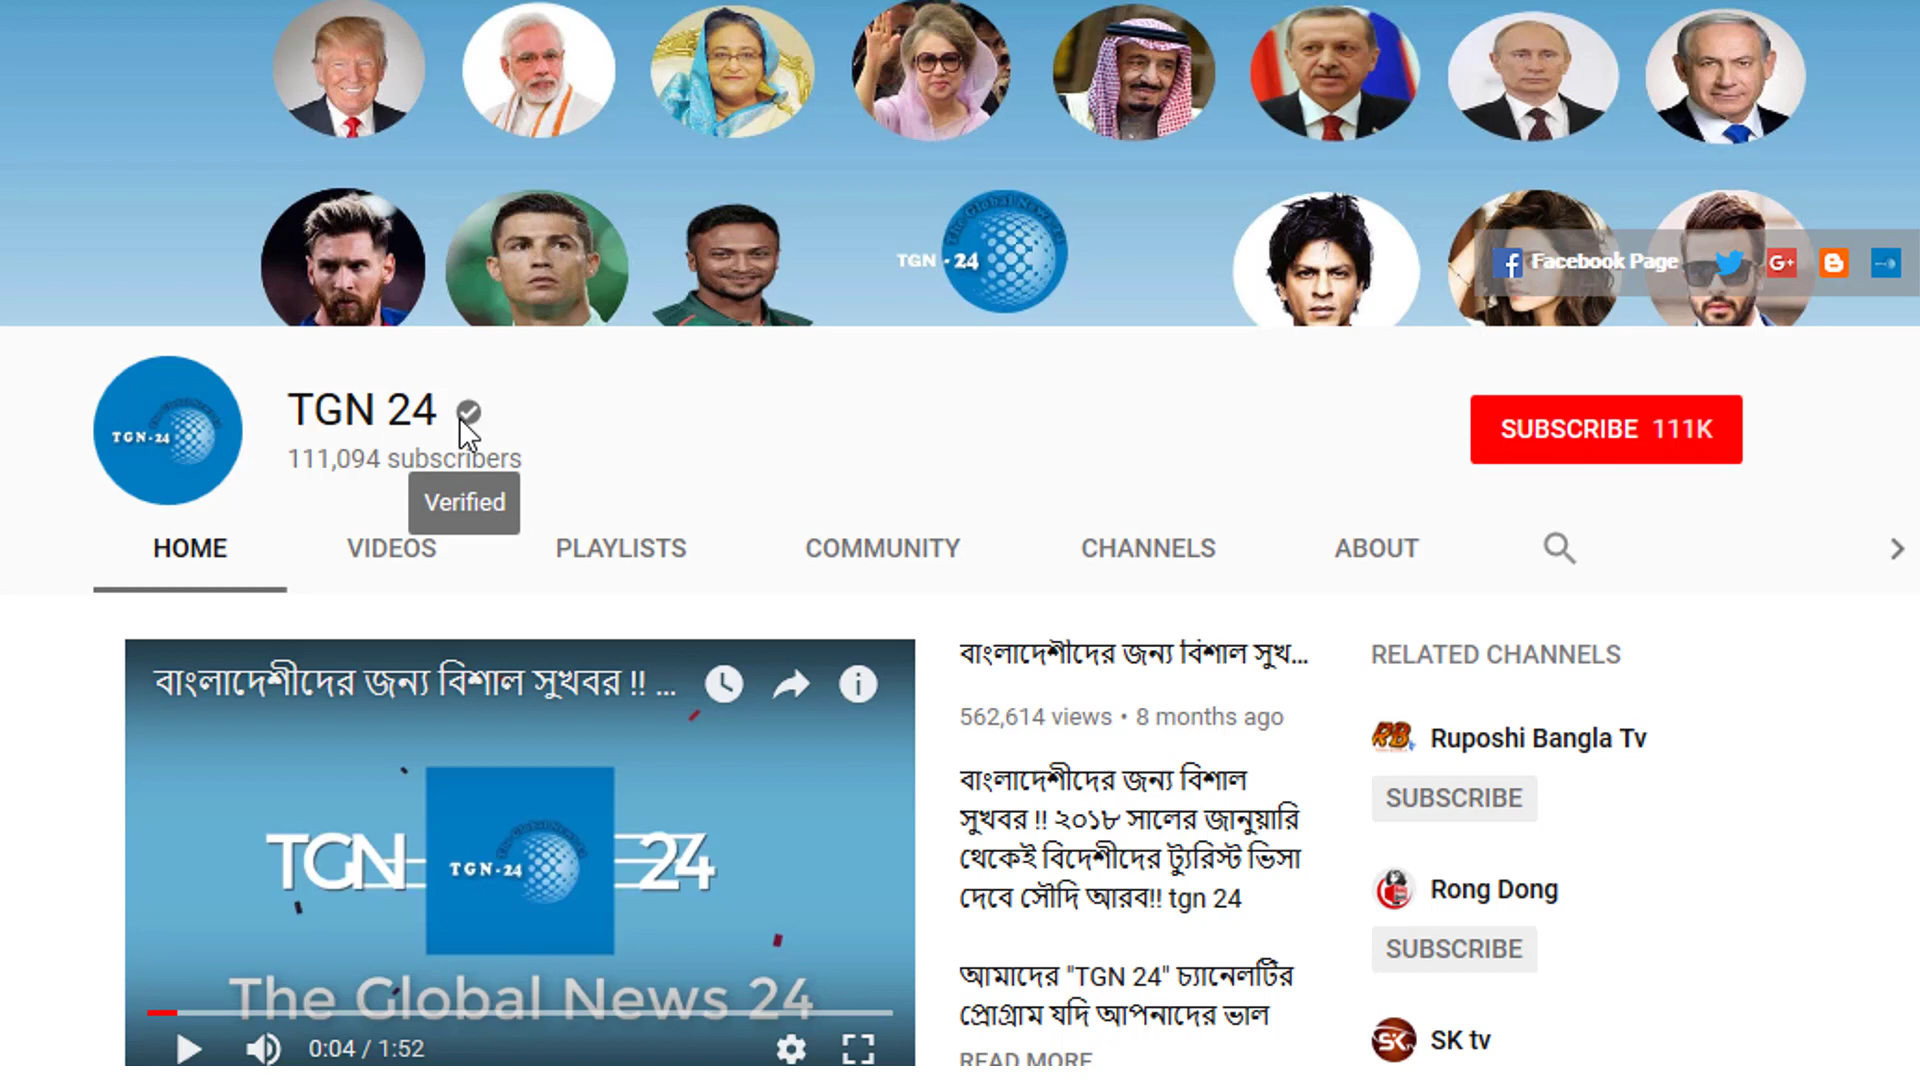 The Global News 24
TGN - 24
Facebook Page
G+
TGN-24
TGN 24
111,094 subscribers
SUBSCRIBE 111K
Verified
HOME
VIDEOS
PLAYLISTS
COMMUNITY
CHANNELS
ABOUT
বাংলাদেশীদের জন্য বিশাল সুখবর !! ...
TGN
TGN-24
24
The Global News 24
0:04 / 1:52
বাংলাদেশীদের জন্য বিশাল সুখ...
562,614 views • 8 months ago
বাংলাদেশীদের জন্য বিশাল
সুখবর !! ২০১৮ সালের জানুয়ারি
থেকেই বিদেশীদের ট্যুরিস্ট ভিসা
দেবে সৌদি আরব!! tgn 24
আমাদের "TGN 24" চ্যানেলটির
প্রোগ্রাম যদি আপনাদের ভাল
READ MORE
RELATED CHANNELS
RB
Ruposhi Bangla Tv
SUBSCRIBE
Rong Dong
SUBSCRIBE
SK
SK tv